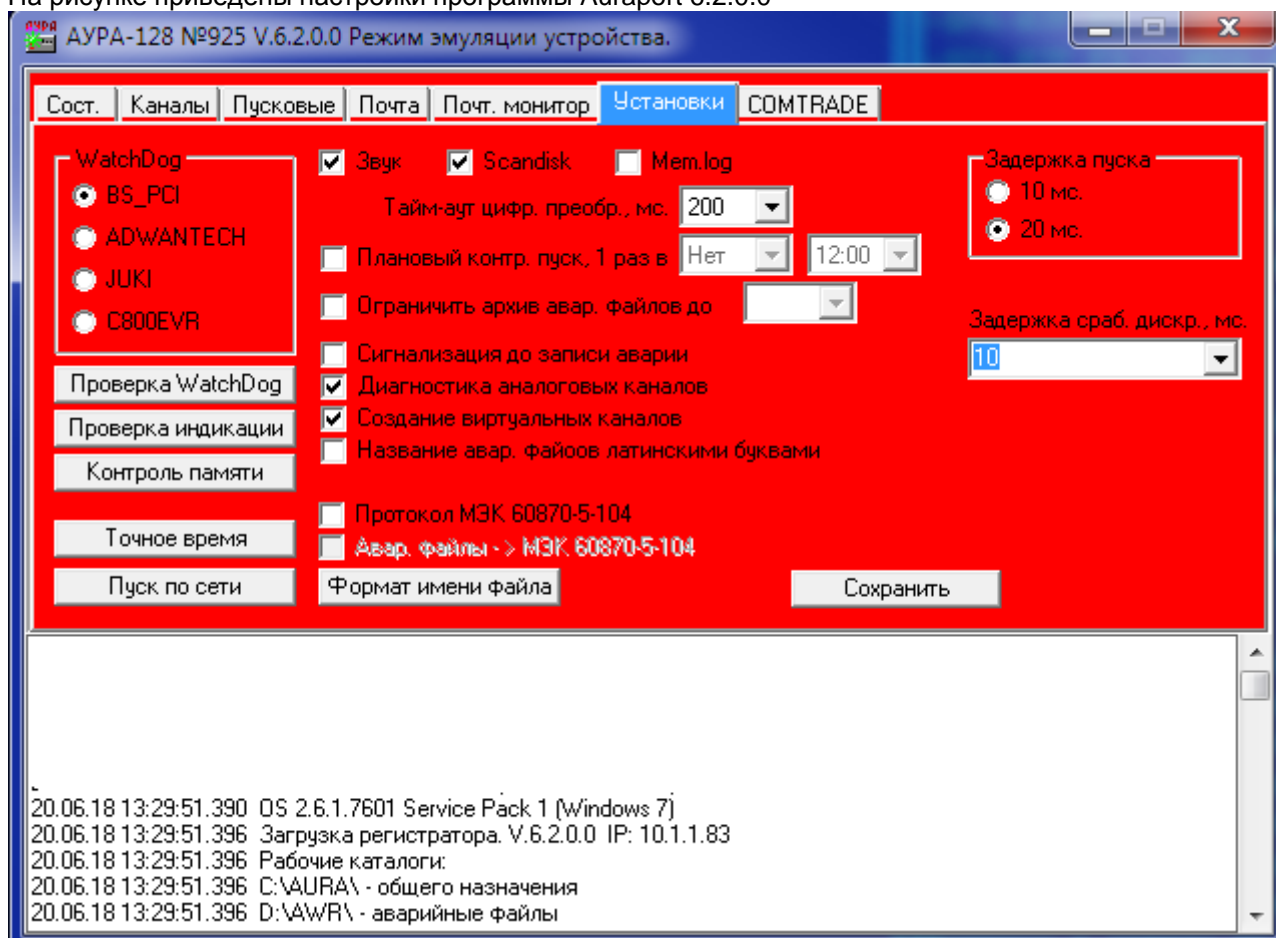 На рисунке приведены настройки программы Auraport 6.2.0.0
АУРА-128 №925 V.6.2.0.0 Режим эмуляции устройства.
Сост. Каналы Пусковые Почта Почт. монитор Установки COMTRADE
WatchDog
BS_PCI
ADWANTECH
JUKI
C800EVR
Проверка WatchDog
Проверка индикации
Контроль памяти
Точное время
Пуск по сети
Звук Scandisk Mem.log
Тайм-аут цифр. преобр., мс. 200
Плановый контр. пуск, 1 раз в Нет 12:00
Ограничить архив авар. файлов до
Сигнализация до записи аварии
Диагностика аналоговых каналов
Создание виртуальных каналов
Название авар. файоов латинскими буквами
Протокол МЭК 60870-5-104
Авар. файлы -> МЭК 60870-5-104
Формат имени файла
Сохранить
Задержка пуска
10 мс.
20 мс.
Задержка сраб. дискр., мс.
10
20.06.18 13:29:51.390 OS 2.6.1.7601 Service Pack 1 (Windows 7)
20.06.18 13:29:51.396 Загрузка регистратора. V.6.2.0.0 IP: 10.1.1.83
20.06.18 13:29:51.396 Рабочие каталоги:
20.06.18 13:29:51.396 C:\AURA\ - общего назначения
20.06.18 13:29:51.396 D:\AWR\ - аварийные файлы